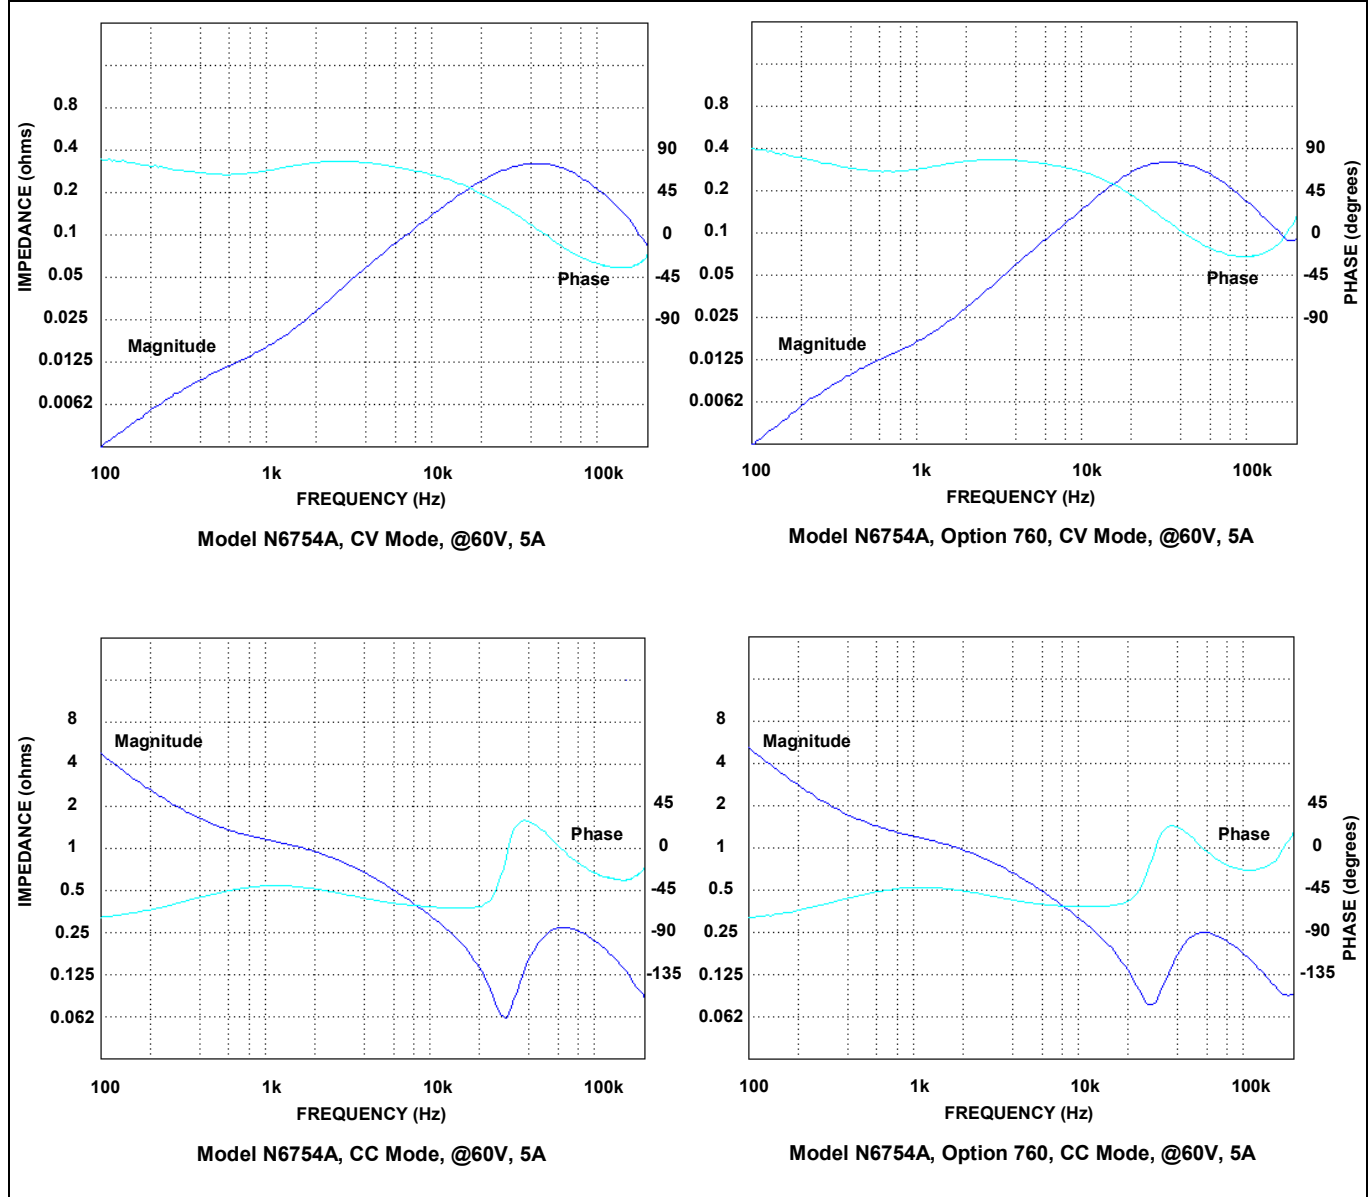 IMPEDANCE (ohms)
0.8
0.4
0.2
0.1
0.05
0.025
0.0125
0.0062
90
45
0
-45
-90
Magnitude
Phase
100 1k 10k 100k
FREQUENCY (Hz)
Model N6754A, CV Mode, @60V, 5A
0.8
0.4
0.2
0.1
0.05
0.025
0.0125
0.0062
90
45
0
-45
-90
PHASE (degrees)
Magnitude
Phase
100 1k 10k 100k
FREQUENCY (Hz)
Model N6754A, Option 760, CV Mode, @60V, 5A
IMPEDANCE (ohms)
8
4
2
1
0.5
0.25
0.125
0.062
45
0
-45
-90
-135
Magnitude
Phase
100 1k 10k 100k
FREQUENCY (Hz)
Model N6754A, CC Mode, @60V, 5A
8
4
2
1
0.5
0.25
0.125
0.062
45
0
-45
-90
-135
PHASE (degrees)
Magnitude
Phase
100 1k 10k 100k
FREQUENCY (Hz)
Model N6754A, Option 760, CC Mode, @60V, 5A